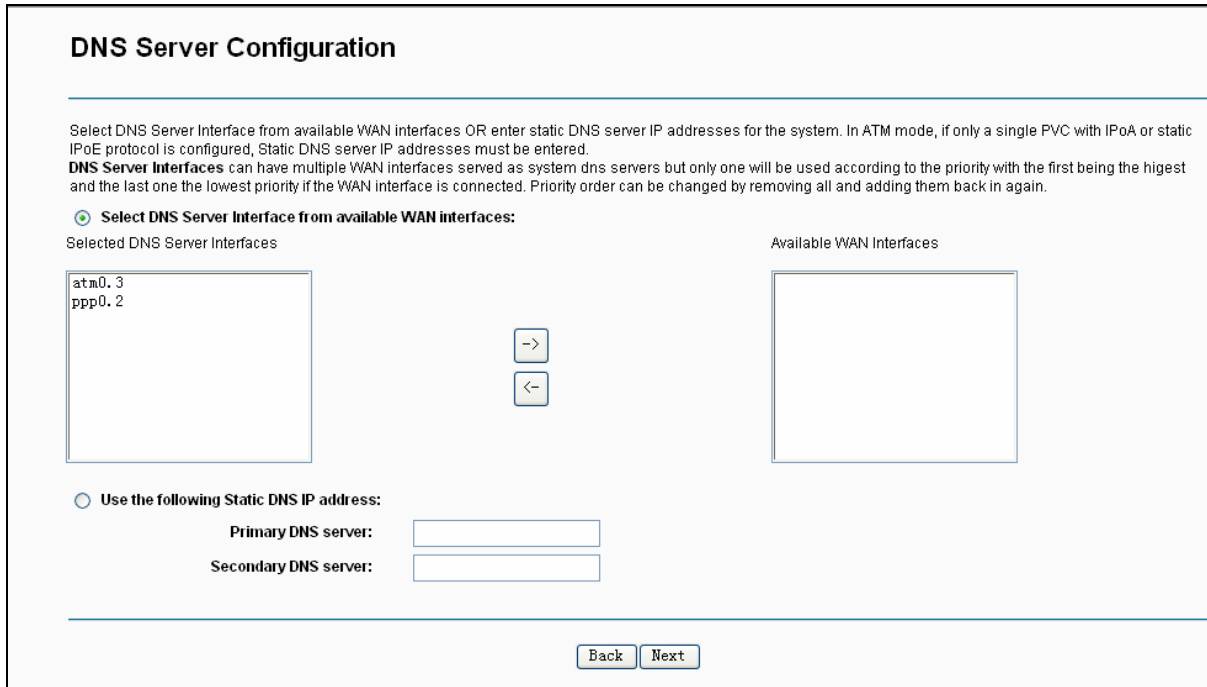 DNS Server Configuration
Select DNS Server Interface from available WAN interfaces OR enter static DNS server IP addresses for the system. In ATM mode, if only a single PVC with IPoA or static
IPoE protocol is configured, Static DNS server IP addresses must be entered.
DNS Server Interfaces can have multiple WAN interfaces served as system dns servers but only one will be used according to the priority with the first being the higest
and the last one the lowest priority if the WAN interface is connected. Priority order can be changed by removing all and adding them back in again.
Select DNS Server Interface from available WAN interfaces:
Selected DNS Server Interfaces
Available WAN Interfaces
atm0.3
ppp0.2
->
<-
Use the following Static DNS IP address:
Primary DNS server:
Secondary DNS server:
Back Next